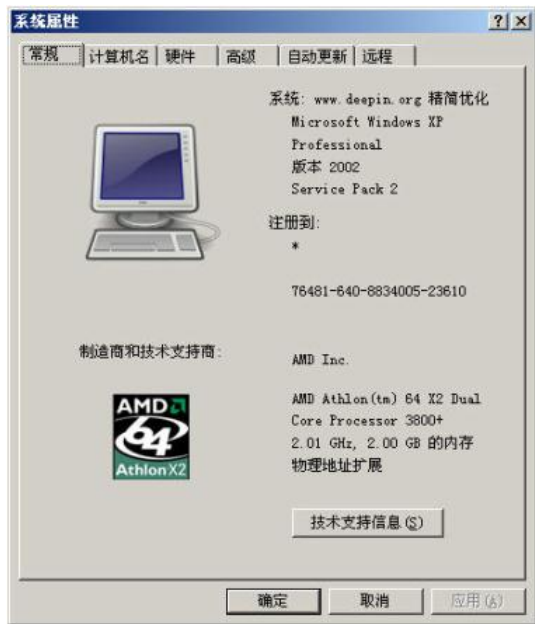 系统属性
常规
计算机名
硬件
高级
自动更新
远程
系统: www.deepin.org 精简优化
Microsoft Windows XP
Professional
版本 2002
Service Pack 2
注册到:
*
76481-640-8834005-23610
制造商和技术支持商:
AMD Inc.
AMD Athlon(tm) 64 X2 Dual
Core Processor 3800+
2.01 GHz, 2.00 GB 的内存
物理地址扩展
AMD
64
Athlon X2
技术支持信息(S)
确定
取消
应用(A)